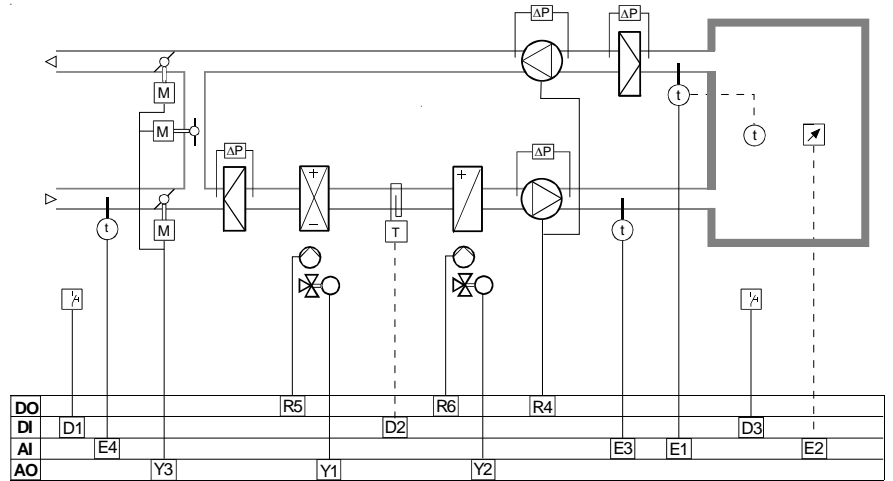 ΔP ΔP
M t
M t
ΔP ΔP
+ +
−
t M T t
DO R5 R6 R4
DI D1 D2 D3
AI E4 E3 E1 E2
AO Y3 Y1 Y2